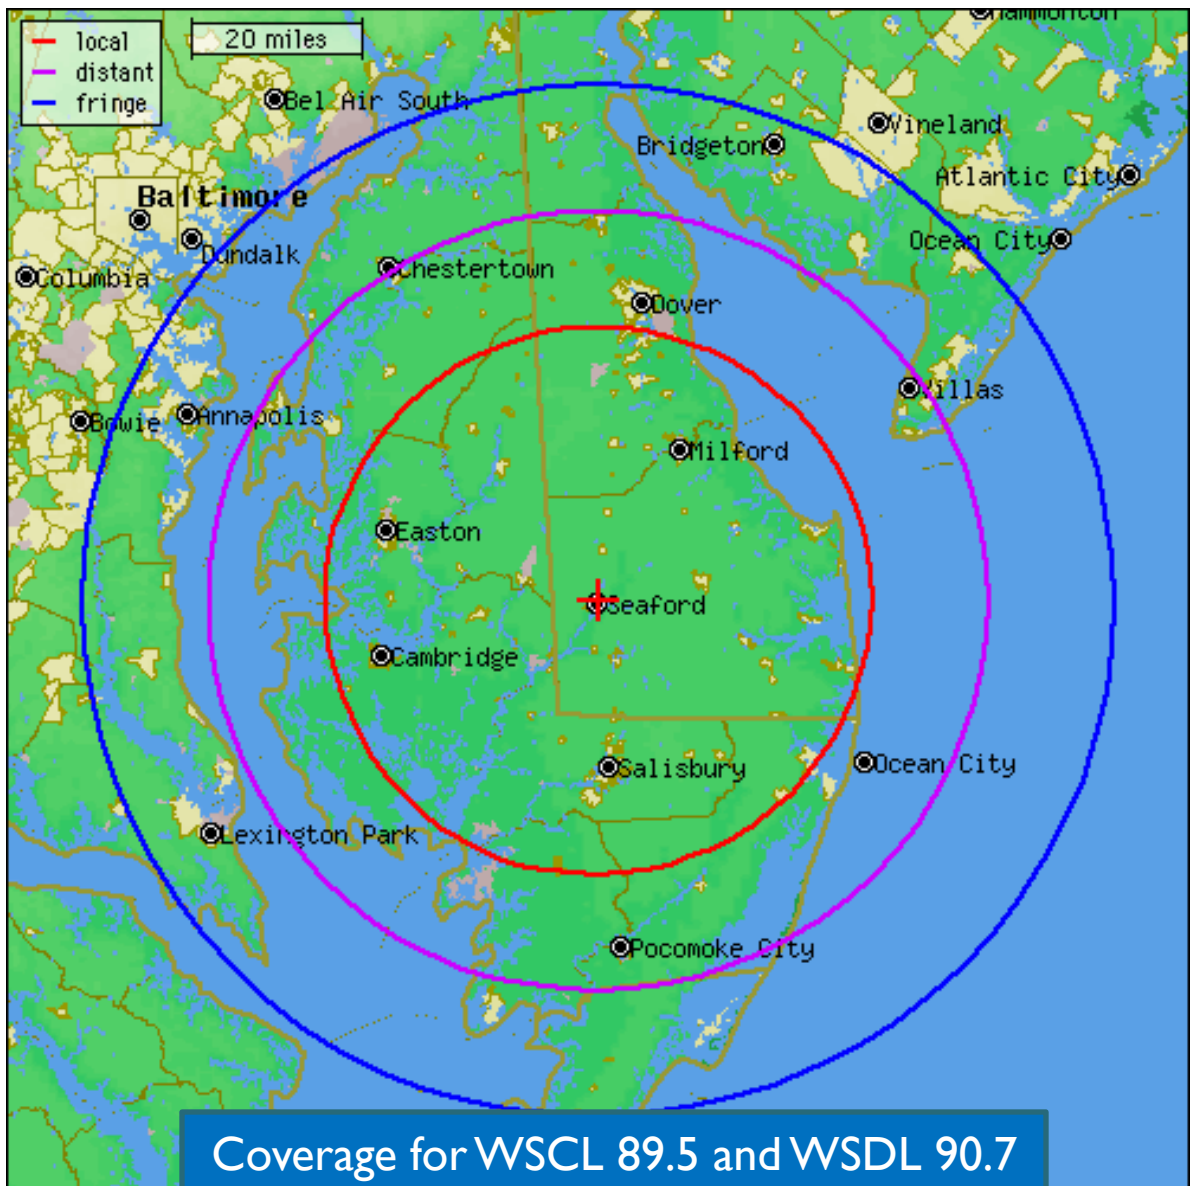 Hammonton
20 miles
local
distant
fringe
Bel Air South
Vineland
Bridgeton
Atlantic City
Baltimore
Ocean City
Dundalk
Chestertown
Columbia
Dover
Villas
Annapolis
Bowie
Milford
Easton
Seaford
Cambridge
Ocean City
Salisbury
Lexington Park
Pocomoke City
Coverage for WSCL 89.5 and WSDL 90.7